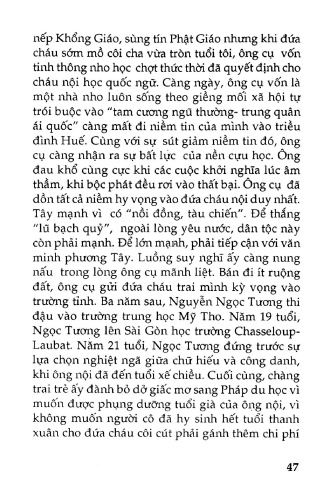 nếp Khổng Giáo, sùng tín Phật Giáo nhưng khi đứa
cháu sớm mồ côi cha vừa tròn tuổi tôi, ông cụ vốn
tinh thông nho học chợt thức thời đã quyết định cho
cháu nội học quốc ngữ. Càng ngày, ông cụ vốn là
một nhà nho luôn sống theo giềng mối xã hội tự
trói buộc vào “tam cương ngũ thường- trung quân
ái quốc” càng mất đi niềm tin của mình vào triều
đình Huế. Cùng với sự sút giảm niềm tin đó, ông
cụ càng nhận ra sự bất lực của nền cựu học. Ông
đau khổ cùng cực khi các cuộc khởi nghĩa lúc âm
thầm, khi bộc phát đều rơi vào thất bại. Ông cụ đã
dồn tất cả niềm hy vọng vào đứa cháu nội duy nhất.
Tây mạnh vì có “nồi đồng, tàu chiến”. Để thắng
“lũ bạch quỷ”, ngoài lòng yêu nước, dân tộc này
còn phải mạnh. Để lớn mạnh, phải tiếp cận với văn
minh phương Tây. Luồng suy nghĩ ấy càng nung
nấu trong lòng ông cụ mãnh liệt. Bán đi ít ruộng
đất, ông cụ gửi đứa cháu trai mình kỳ vọng vào
trường tỉnh. Ba năm sau, Nguyễn Ngọc Tương thi
đậu vào trường trung học Mỹ Tho. Năm 19 tuổi,
Ngọc Tương lên Sài Gòn học trường Chasseloup-
Laubat. Năm 21 tuổi, Ngọc Tương đứng trước sự
lựa chọn nghiệt ngã giữa chữ hiếu và công danh,
khi ông nội đã đến tuổi xế chiều. Cuối cùng, chàng
trai trẻ ấy đành bỏ dở giấc mơ sang Pháp du học vì
muốn được phụng dưỡng tuổi già của ông nội, vì
không muốn người cô đã hy sinh hết tuổi thanh
xuân cho đứa cháu côi cút phải gánh thêm chi phí
47